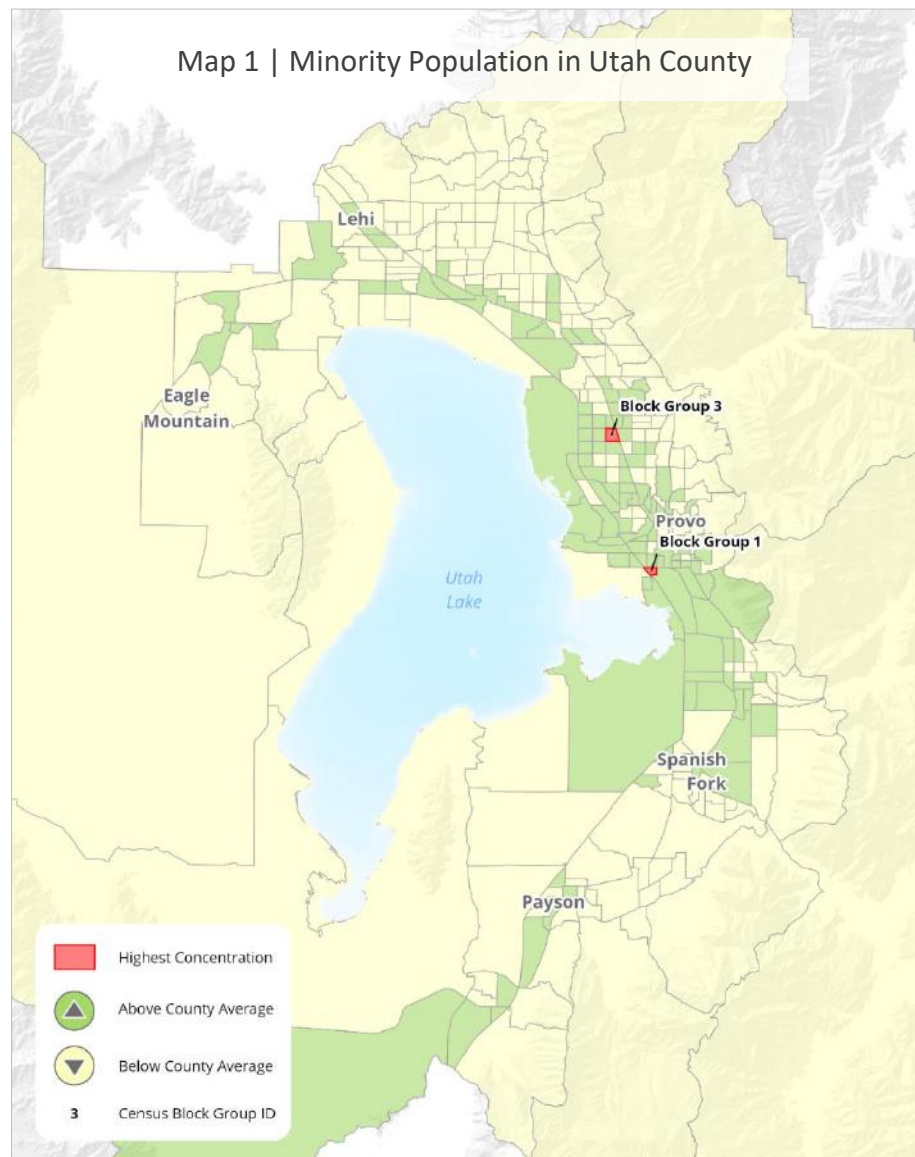 Map 1 | Minority Population in Utah County
Lehi
Eagle
Mountain
Block Group 3
Provo
Block Group 1
Utah
Lake
Spanish
Fork
Payson
Highest Concentration
Above County Average
Below County Average
3 Census Block Group ID